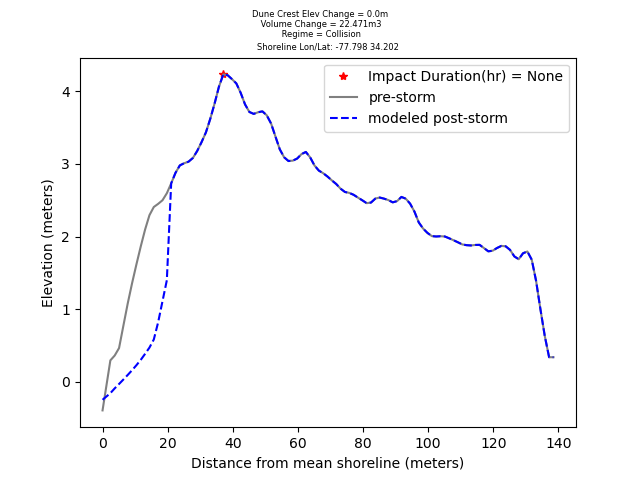 Dune Crest Elev Change = 0.0m
Volume Change = 22.471m3
Regime = Collision
Shoreline Lon/Lat: -77.798 34.202
Impact Duration(hr) = None
pre-storm
modeled post-storm
Elevation (meters)
4
3
2
1
0
0 20 40 60 80 100 120 140
Distance from mean shoreline (meters)